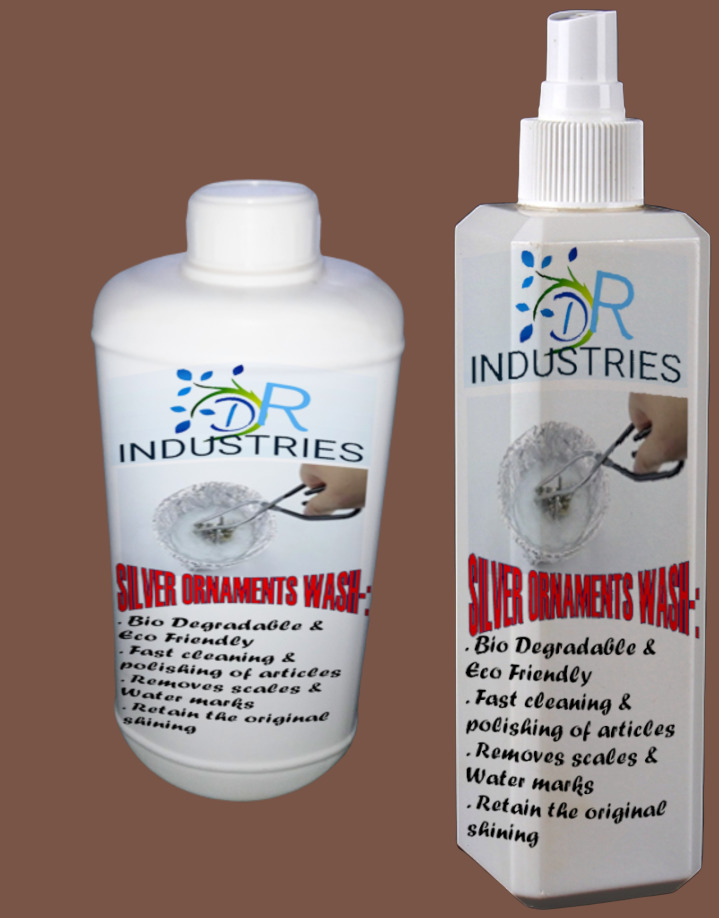 DR
INDUSTRIES
SILVER ORNAMENTS WASH-:
. Bio Degradable &
Eco Friendly
. Fast cleaning &
polishing of articles
. Removes scales &
Water marks
. Retain the original
shining
DR
INDUSTRIES
SILVER ORNAMENTS WASH-:
. Bio Degradable &
Eco Friendly
. Fast cleaning &
polishing of articles
. Removes scales &
Water marks
. Retain the original
shining